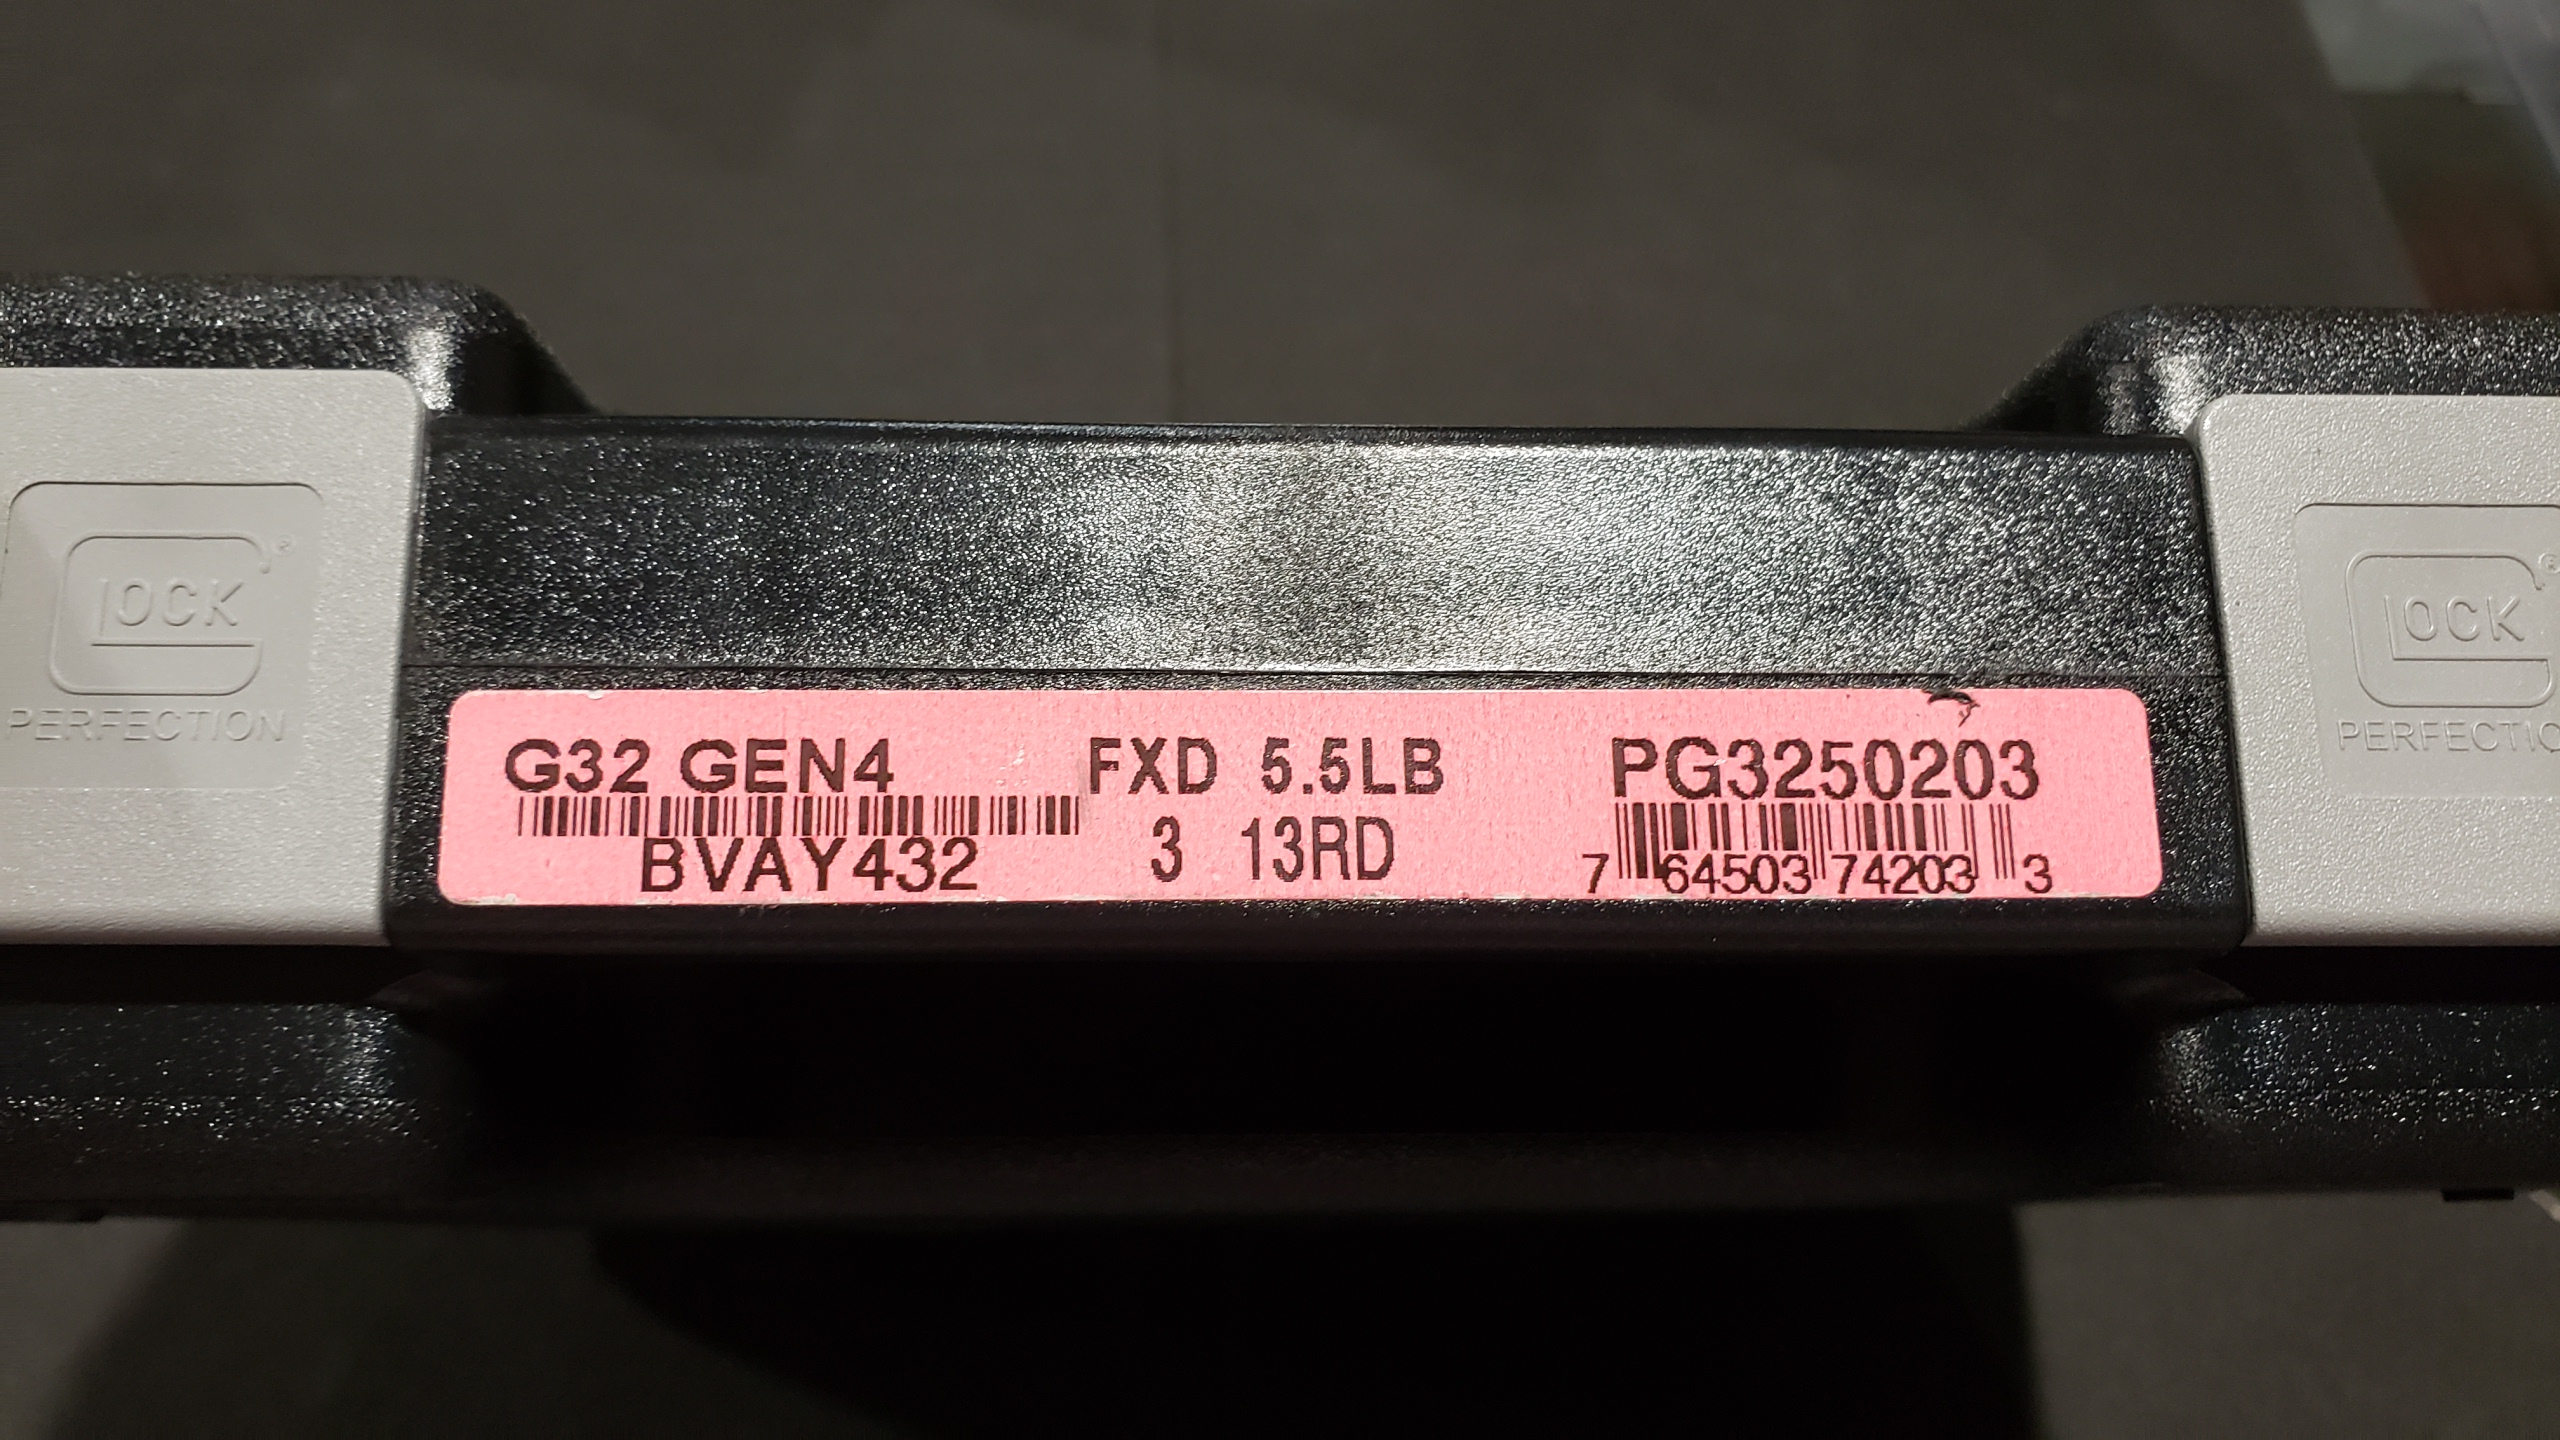 GLOCK®
PERFECTION
G32 GEN4
BVAY432
FXD 5.5LB
3 13RD
PG3250203
7 64503 74203 3
GLOCK®
PERFECTIO